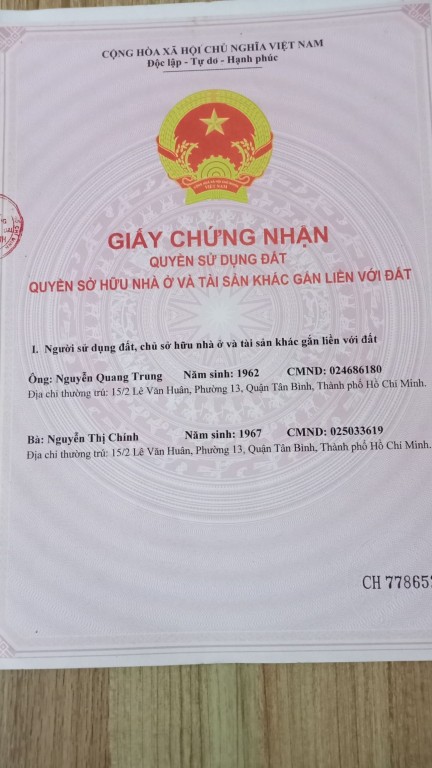 CỘNG HÒA XÃ HỘI CHỦ NGHĨA VIỆT NAM
Độc lập - Tự do - Hạnh phúc
VIỆT NAM
GIẤY CHỨNG NHẬN
QUYỀN SỬ DỤNG ĐẤT
QUYỀN SỞ HỮU NHÀ Ở VÀ TÀI SẢN KHÁC GẮN LIỀN VỚI ĐẤT
I. Người sử dụng đất, chủ sở hữu nhà ở và tài sản khác gắn liền với đất
Ông: Nguyễn Quang Trung Năm sinh: 1962 CMND: 024686180
Địa chỉ thường trú: 15/2 Lê Văn Huân, Phường 13, Quận Tân Bình, Thành phố Hồ Chí Minh.
Bà: Nguyễn Thị Chính Năm sinh: 1967 CMND: 025033619
Địa chỉ thường trú: 15/2 Lê Văn Huân, Phường 13, Quận Tân Bình, Thành phố Hồ Chí Minh.
CH 77865